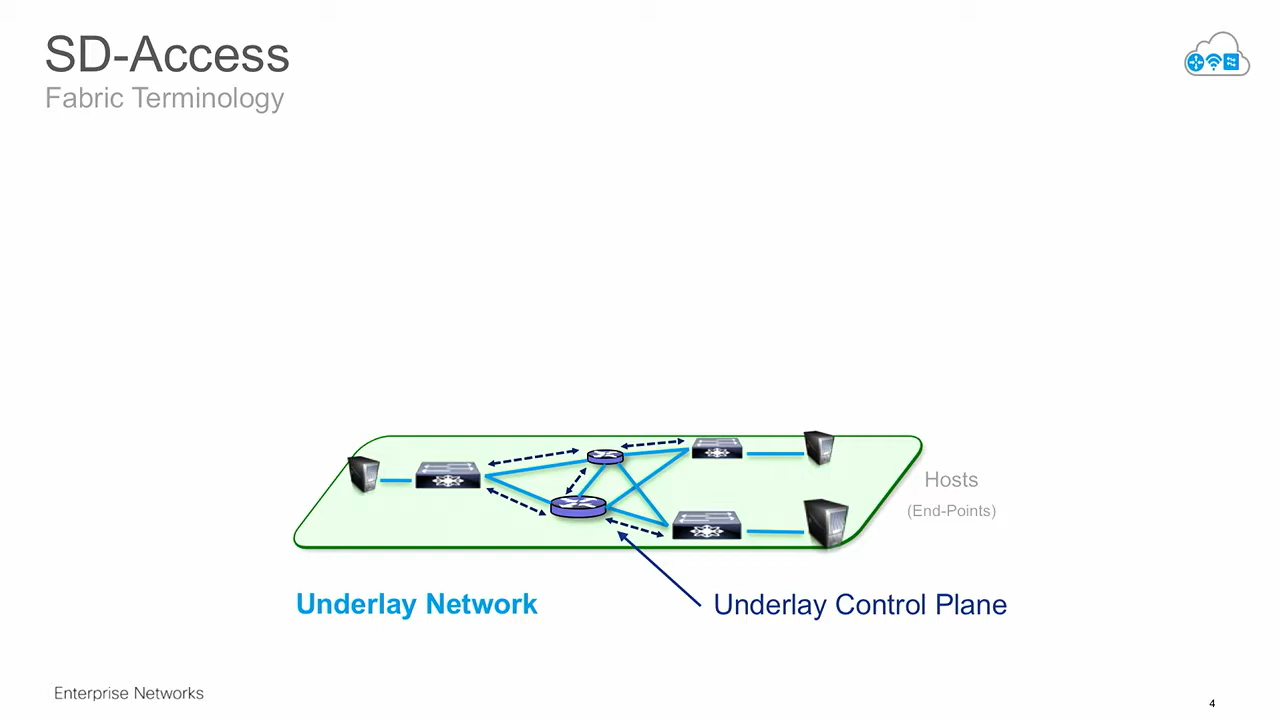 SD-Access
Fabric Terminology
Hosts
(End-Points)
Underlay Network
Underlay Control Plane
Enterprise Networks
4